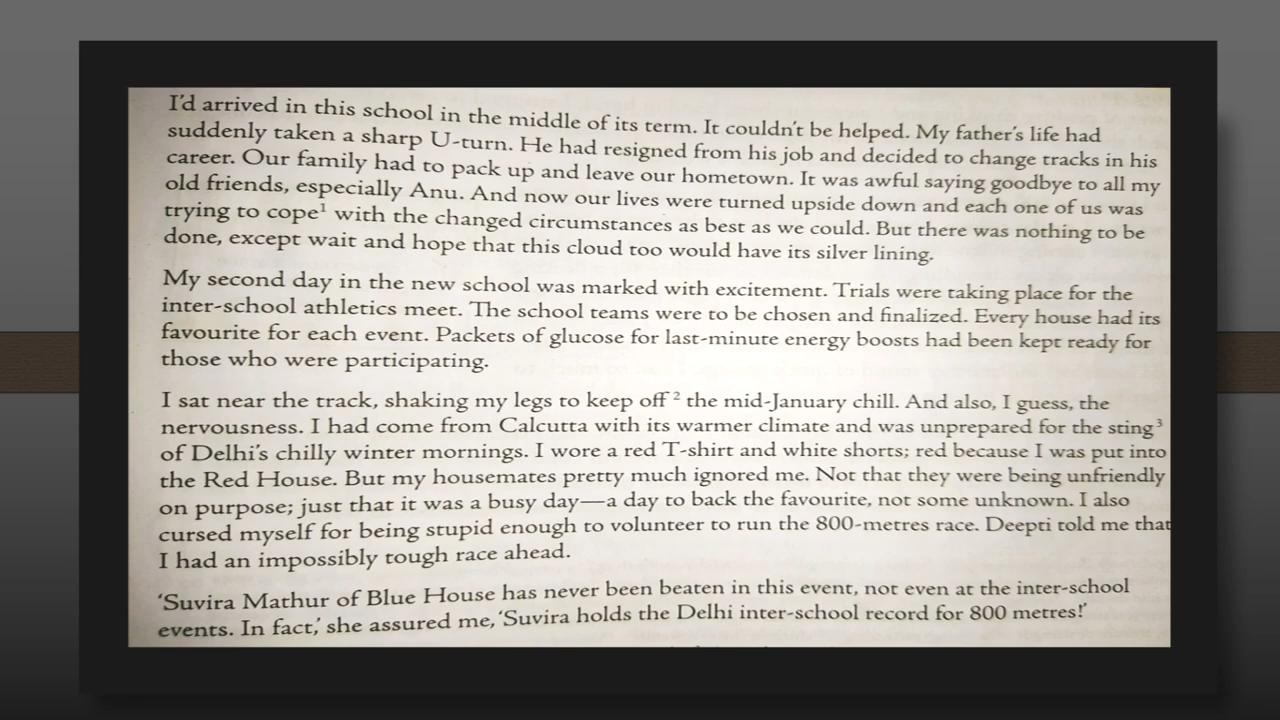 I'd arrived in this school in the middle of its term. It couldn't be helped. My father's life had
suddenly taken a sharp U-turn. He had resigned from his job and decided to change tracks in his
career. Our family had to pack up and leave our hometown. It was awful saying goodbye to all my
old friends, especially Anu. And now our lives were turned upside down and each one of us was
trying to cope¹ with the changed circumstances as best as we could. But there was nothing to be
done, except wait and hope that this cloud too would have its silver lining.
My second day in the new school was marked with excitement. Trials were taking place for the
inter-school athletics meet. The school teams were to be chosen and finalized. Every house had its
favourite for each event. Packets of glucose for last-minute energy boosts had been kept ready for
those who were participating.
I sat near the track, shaking my legs to keep off² the mid-January chill. And also, I guess, the
nervousness. I had come from Calcutta with its warmer climate and was unprepared for the sting³
of Delhi's chilly winter mornings. I wore a red T-shirt and white shorts; red because I was put into
the Red House. But my housemates pretty much ignored me. Not that they were being unfriendly
on purpose; just that it was a busy day—a day to back the favourite, not some unknown. I also
cursed myself for being stupid enough to volunteer to run the 800-metres race. Deepti told me that
I had an impossibly tough race ahead.
'Suvira Mathur of Blue House has never been beaten in this event, not even at the inter-school
events. In fact,' she assured me, 'Suvira holds the Delhi inter-school record for 800 metres!'